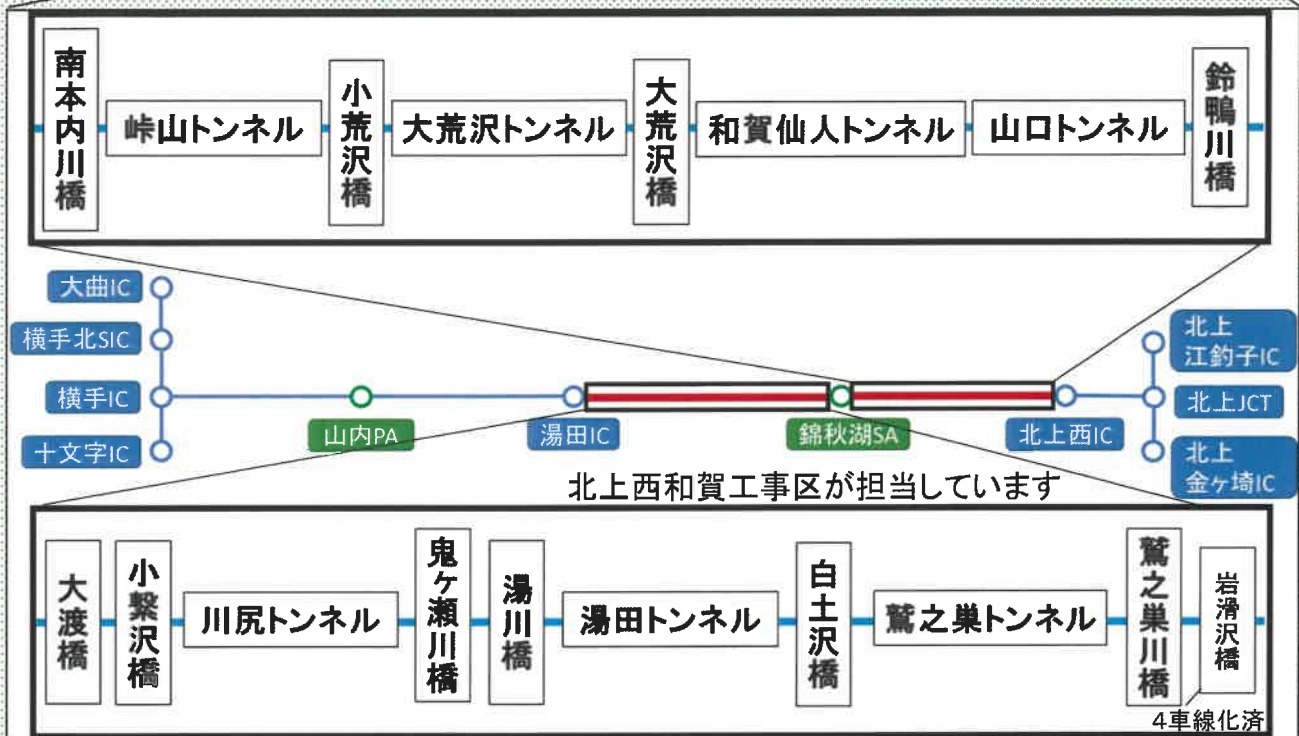 南本内川橋
峠山トンネル
小荒沢橋
大荒沢トンネル
大荒沢橋
和賀仙人トンネル
山口トンネル
鈴鴨川橋
大曲IC
横手北SIC
横手IC
十文字IC
山内PA
湯田IC
錦秋湖SA
北上西IC
北上
江釣子IC
北上JCT
北上
金ケ埼IC
北上西和賀工事区が担当しています
大渡橋
小繋沢橋
川尻トンネル
鬼ヶ瀬川橋
湯川橋
湯田トンネル
白土沢橋
鷲之巣トンネル
鷲之巣川橋
岩滑沢橋
4車線化済